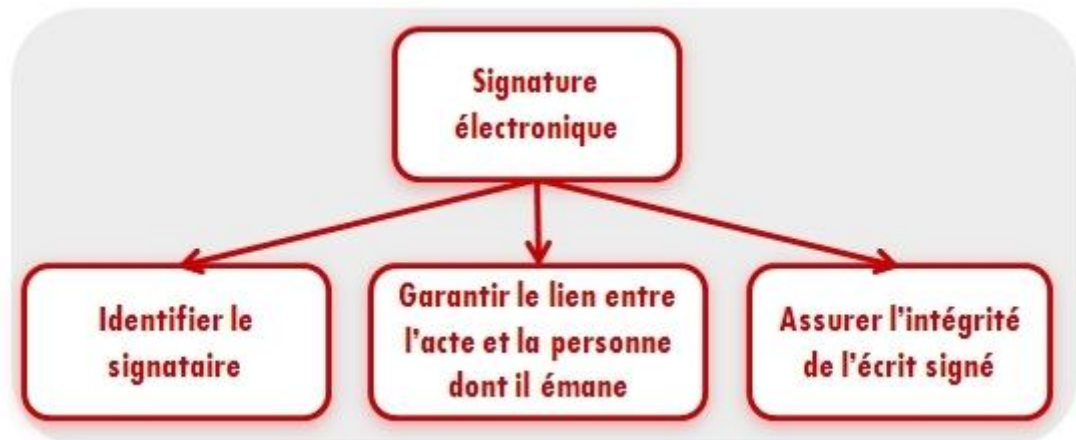 Signature
électronique
Identifier le
signataire
Garantir le lien entre
l'acte et la personne
dont il émane
Assurer l'intégrité
de l'écrit signé